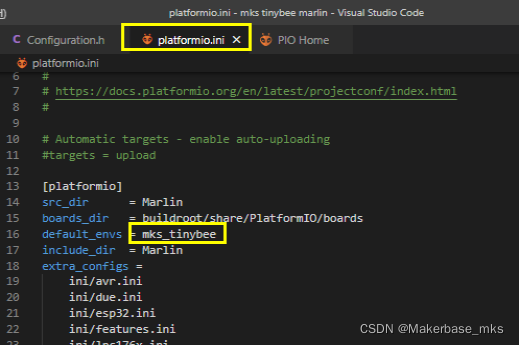 platformio.ini - mks tinybee marlin - Visual Studio Code
C Configuration.h platformio.ini × PIO Home
platformio.ini
6 #
7 # https://docs.platformio.org/en/latest/projectconf/index.html
8 #
9
10 # Automatic targets - enable auto-uploading
11 #targets = upload
12
13 [platformio]
14 src_dir = Marlin
15 boards_dir = buildroot/share/PlatformIO/boards
16 default_envs = mks_tinybee
17 include_dir = Marlin
18 extra_configs =
19 ini/avr.ini
20 ini/due.ini
21 ini/esp32.ini
22 ini/features.ini
23 ini/lpc176x.ini
CSDN @Makerbase_mks